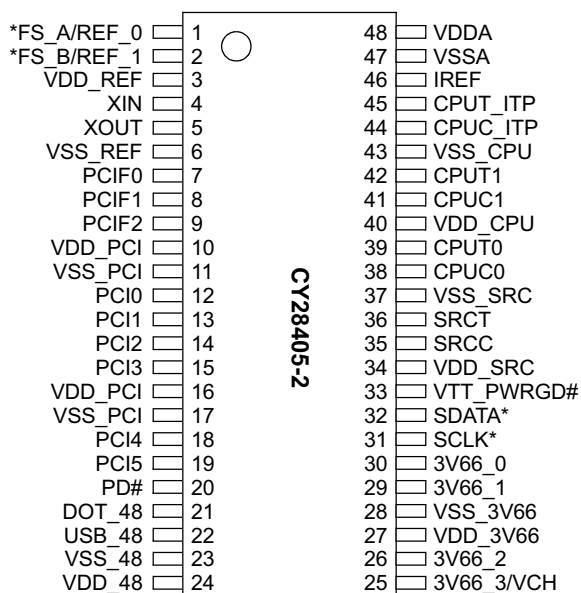 *FS_A/REF_0 1 48 VDDA
*FS_B/REF_1 2 47 VSSA
VDD_REF 3 46 IREF
XIN 4 45 CPUT_ITP
XOUT 5 44 CPUC_ITP
VSS_REF 6 43 VSS_CPU
PCIF0 7 42 CPUT1
PCIF1 8 41 CPUC1
PCIF2 9 40 VDD_CPU
VDD_PCI 10 39 CPUT0
VSS_PCI 11 38 CPUC0
PCI0 12 37 VSS_SRC
PCI1 13 36 SRCT
PCI2 14 35 SRCC
PCI3 15 34 VDD_SRC
VDD_PCI 16 33 VTT_PWRGD#
VSS_PCI 17 32 SDATA*
PCI4 18 31 SCLK*
PCI5 19 30 3V66_0
PD# 20 29 3V66_1
DOT_48 21 28 VSS_3V66
USB_48 22 27 VDD_3V66
VSS_48 23 26 3V66_2
VDD_48 24 25 3V66_3/VCH
CY28405-2